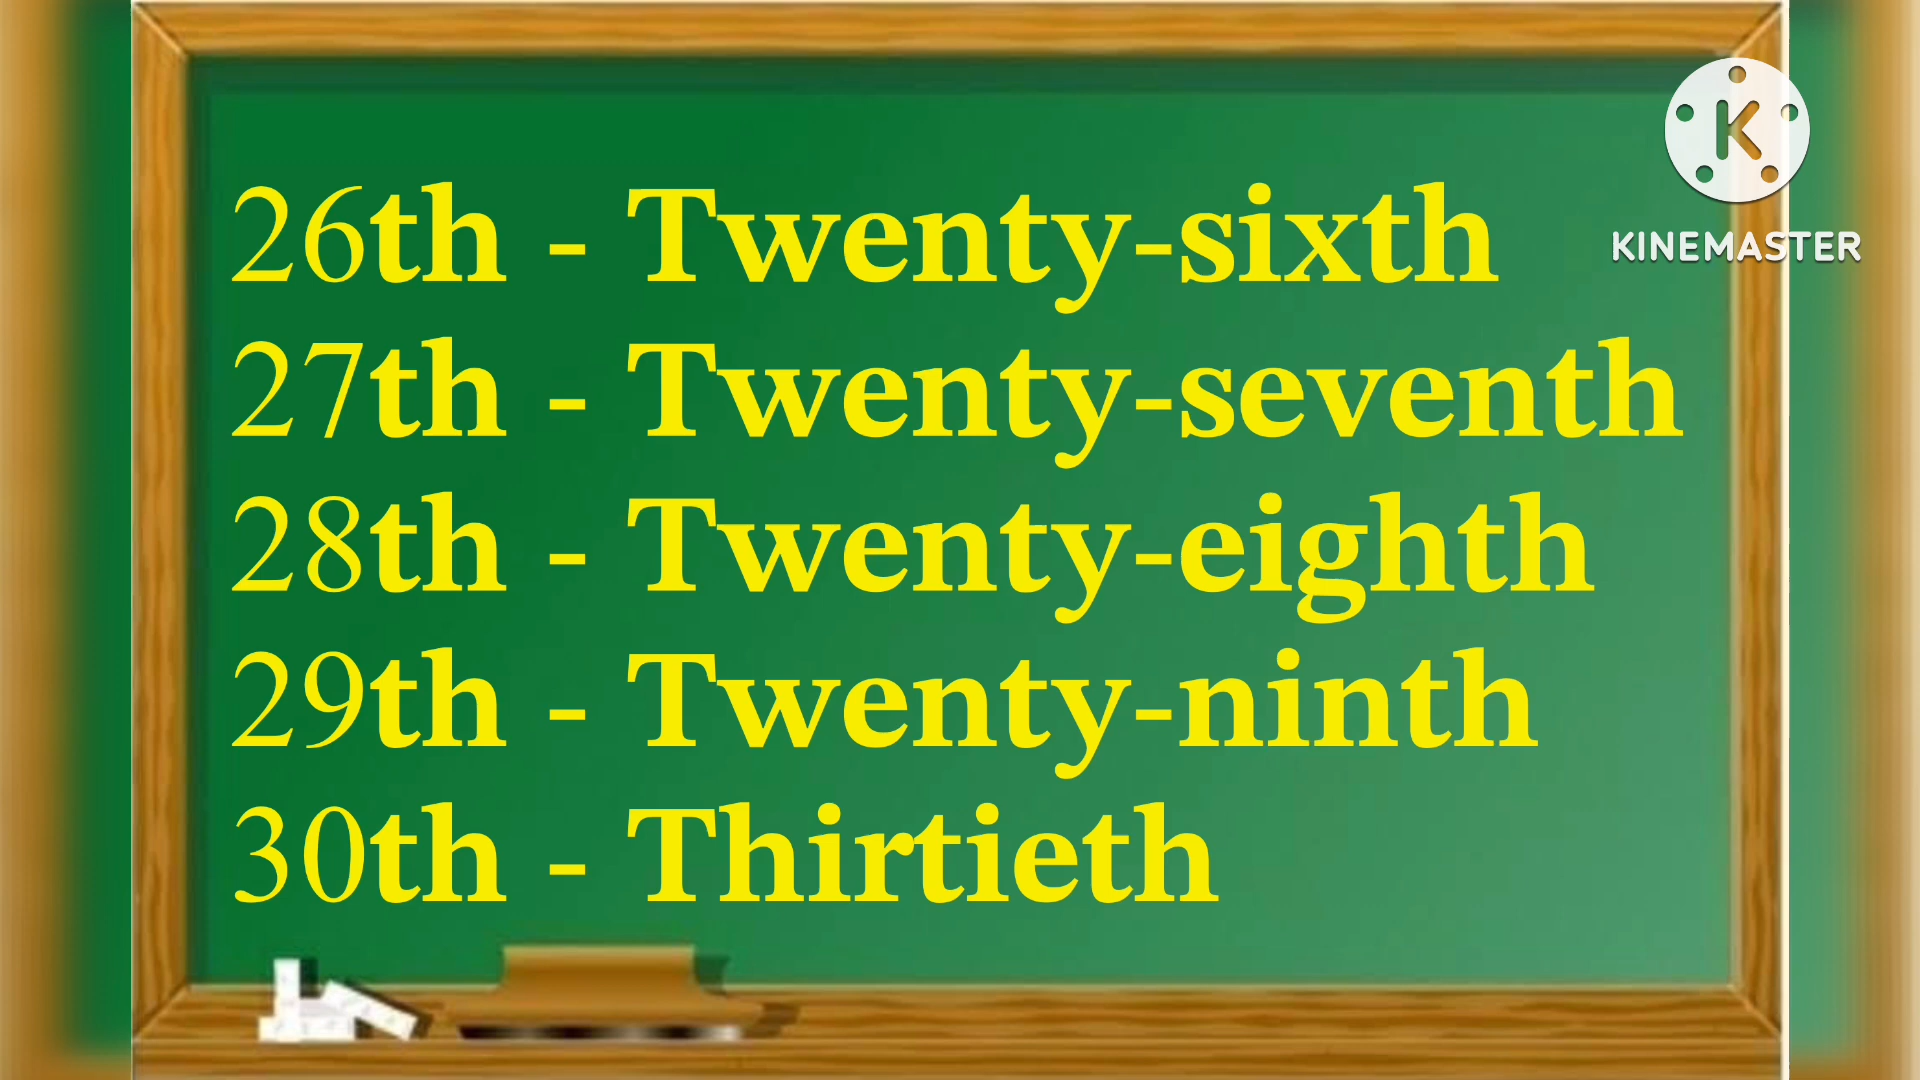 26th - Twenty-sixth
27th - Twenty-seventh
28th - Twenty-eighth
29th - Twenty-ninth
30th - Thirtieth
K
KINEMASTER